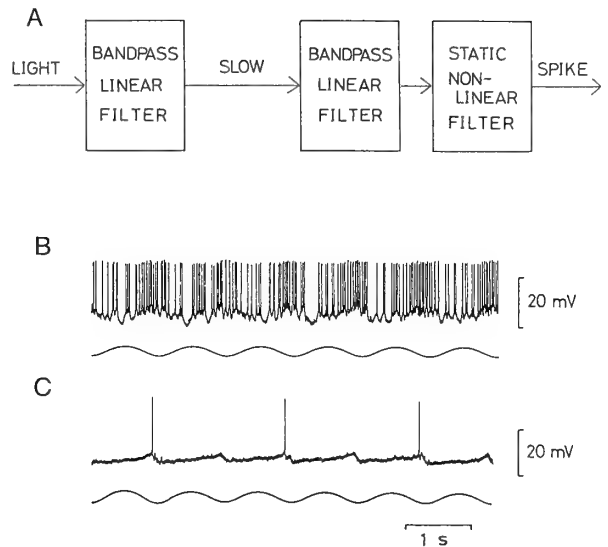 A
LIGHT
BANDPASS
LINEAR
FILTER
SLOW
BANDPASS
LINEAR
FILTER
STATIC
NON-
LINEAR
FILTER
SPIKE
B
20 mV
C
20 mV
1 s